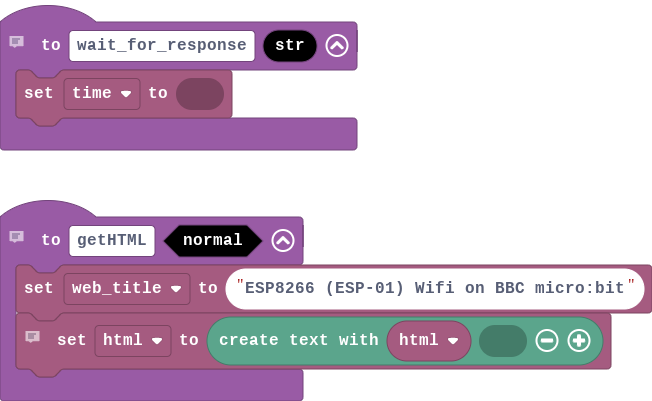 to wait_for_response str
set time to
to getHTML normal
set web_title to "ESP8266 (ESP-01) Wifi on BBC micro:bit"
set html to create text with html